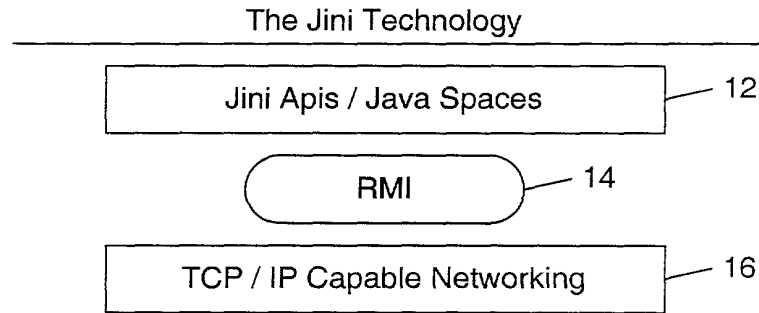 The Jini Technology
Jini Apis / Java Spaces
12
RMI
14
TCP / IP Capable Networking
16